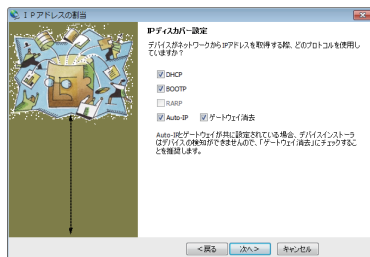 ＩＰアドレスの割当
IPディスカバー設定
デバイスがネットワークからIPアドレスを取得する際、どのプロトコルを使用し
ていますか？
DHCP
BOOTP
RARP
Auto-IP ゲートウェイ消去
Auto-IPとゲートウェイが共に設定されている場合、デバイスインストーラ
はデバイスの検知ができませんので、「ゲートウェイ消去」にチェックするこ
とを推奨します。
＜戻る 次へ＞ キャンセル